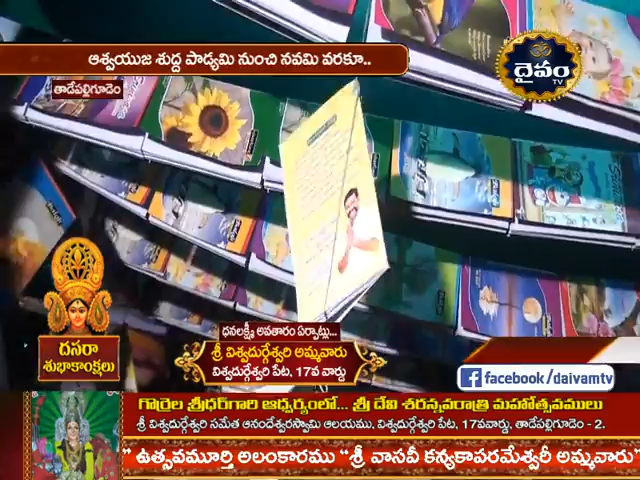 ఆశ్వయుజ శుద్ధ పాడ్యమి నుంచి నవమి వరకూ..
దైవం
TV
తాడేపల్లిగూడెం
ధనలక్ష్మీ అవతారం ఏర్పాట్లు...
శ్రీ విశ్వదుర్గేశ్వరి అమ్మవారు
విశ్వదుర్గేశ్వరి పేట, 17వ వార్డు
దసరా
శుభాకాంక్షలు
facebook/daivamtv
గొర్రెల శ్రీధర్‌గారి ఆధ్వర్యంలో... శ్రీ దేవి శరన్నవరాత్రి మహోత్సవములు
శ్రీ విశ్వదుర్గేశ్వరి సమేత ఆనందేశ్వరస్వామి ఆలయము, విశ్వదుర్గేశ్వరి పేట, 17వవార్డు, తాడేపల్లిగూడెం - 2.
" ఉత్సవమూర్తి అలంకారము "శ్రీ వాసవీ కన్యకాపరమేశ్వరీ అమ్మవారు"